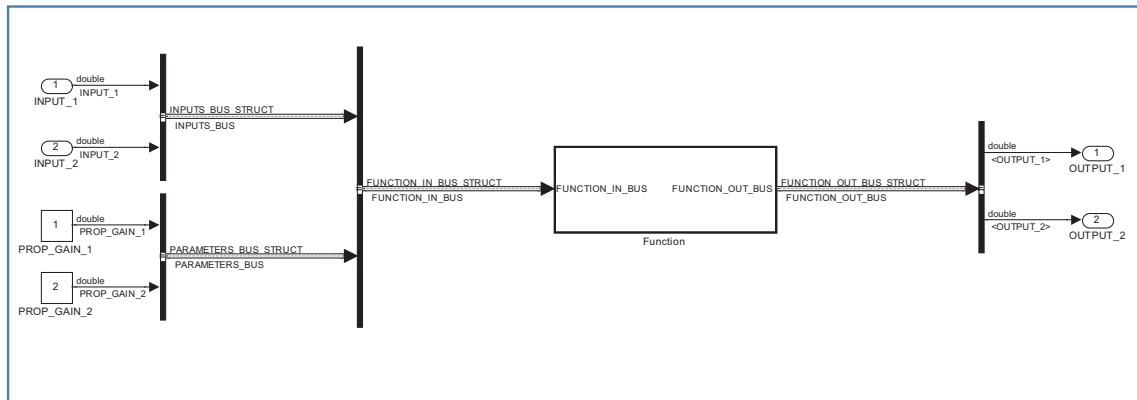 1
double
INPUT_1
INPUT_1
2
double
INPUT_2
INPUT_2
INPUTS_BUS_STRUCT
INPUTS_BUS
1
double
PROP_GAIN_1
PROP_GAIN_1
2
double
PROP_GAIN_2
PROP_GAIN_2
PARAMETERS_BUS_STRUCT
PARAMETERS_BUS
FUNCTION_IN_BUS_STRUCT
FUNCTION_IN_BUS
FUNCTION_IN_BUS
FUNCTION_OUT_BUS
Function
FUNCTION_OUT_BUS_STRUCT
FUNCTION_OUT_BUS
double
<OUTPUT_1>
1
OUTPUT_1
double
<OUTPUT_2>
2
OUTPUT_2